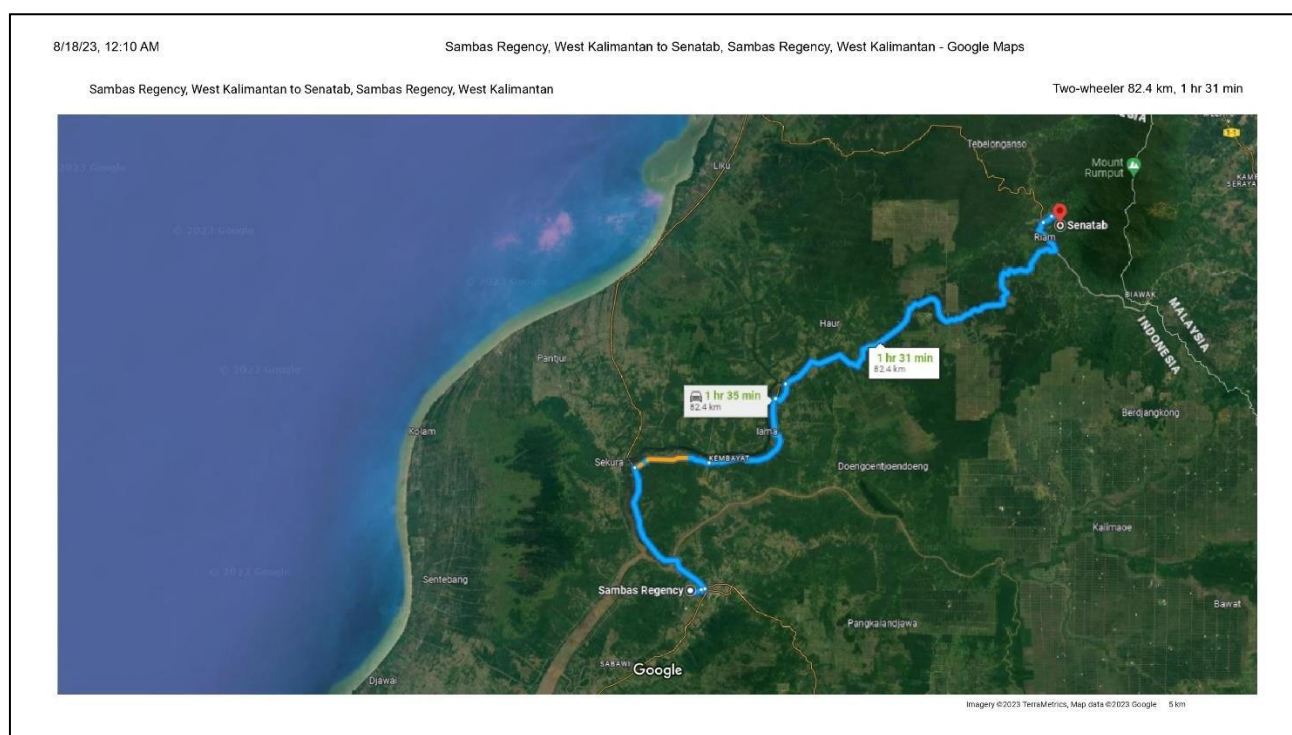 8/18/23, 12:10 AM
Sambas Regency, West Kalimantan to Senatab, Sambas Regency, West Kalimantan - Google Maps
Sambas Regency, West Kalimantan to Senatab, Sambas Regency, West Kalimantan
Two-wheeler 82.4 km, 1 hr 31 min
© 2023 Google
Liku
Tebelonganso
Mount
Rumput
Senatab
Riam
BIAWAK
MALAYSIA
INDONESIA
Haur
Pantjur
1 hr 31 min
82.4 km
1 hr 35 min
82.4 km
Berdjangkong
Kolam
Sekura
KEMBAYAT
Doengoentjoendoeng
Kalimaoe
Sentebang
Sambas Regency
Bawat
Pangkalandjawa
SABAWI
Google
Djawai
Imagery ©2023 TerraMetrics, Map data ©2023 Google
5 km